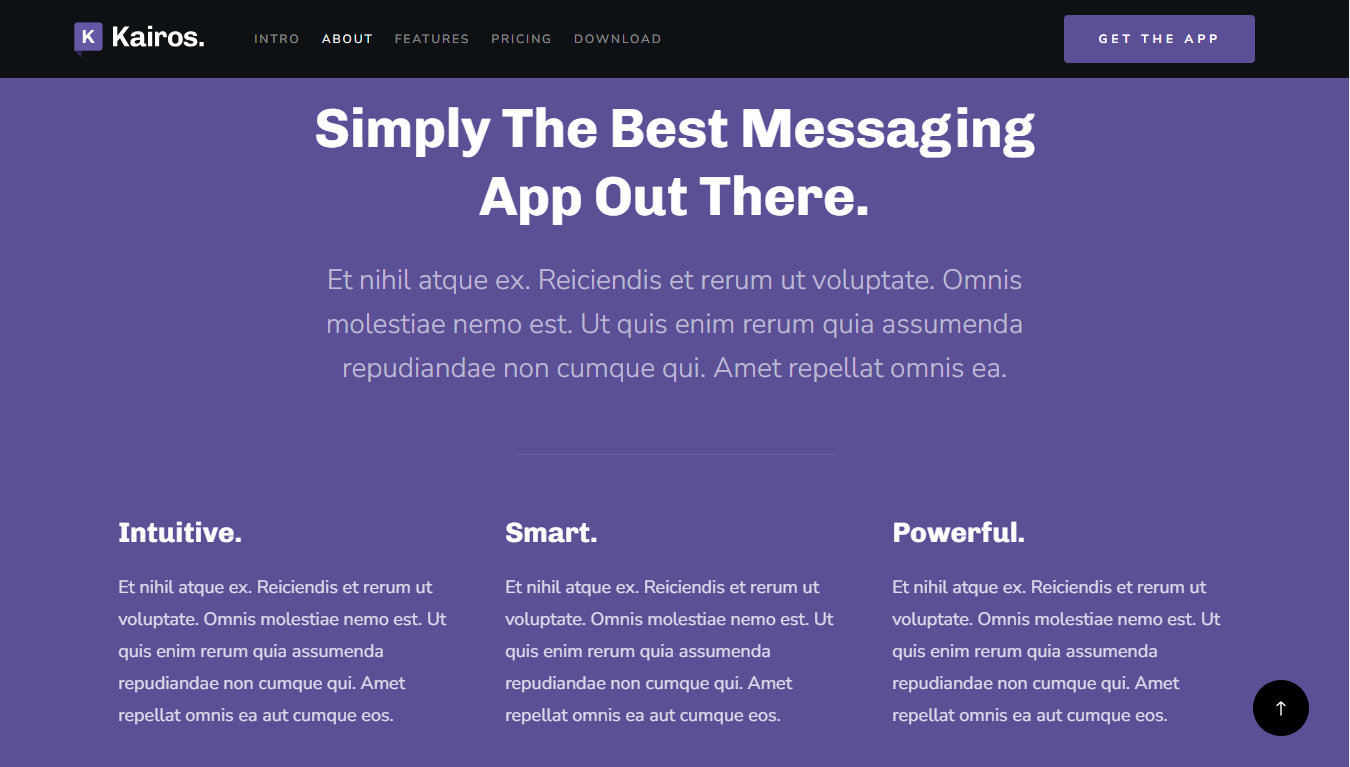 K Kairos.
INTRO ABOUT FEATURES PRICING DOWNLOAD
GET THE APP
Simply The Best Messaging
App Out There.
Et nihil atque ex. Reiciendis et rerum ut voluptate. Omnis
molestiae nemo est. Ut quis enim rerum quia assumenda
repudiandae non cumque qui. Amet repellat omnis ea.
Intuitive.
Et nihil atque ex. Reiciendis et rerum ut
voluptate. Omnis molestiae nemo est. Ut
quis enim rerum quia assumenda
repudiandae non cumque qui. Amet
repellat omnis ea aut cumque eos.
Smart.
Et nihil atque ex. Reiciendis et rerum ut
voluptate. Omnis molestiae nemo est. Ut
quis enim rerum quia assumenda
repudiandae non cumque qui. Amet
repellat omnis ea aut cumque eos.
Powerful.
Et nihil atque ex. Reiciendis et rerum ut
voluptate. Omnis molestiae nemo est. Ut
quis enim rerum quia assumenda
repudiandae non cumque qui. Amet
repellat omnis ea aut cumque eos.